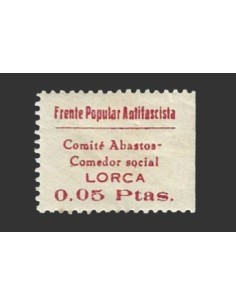 Frente Popular Antifascista
Comité Abastos-
Comedor social
LORCA
0.05 Ptas.